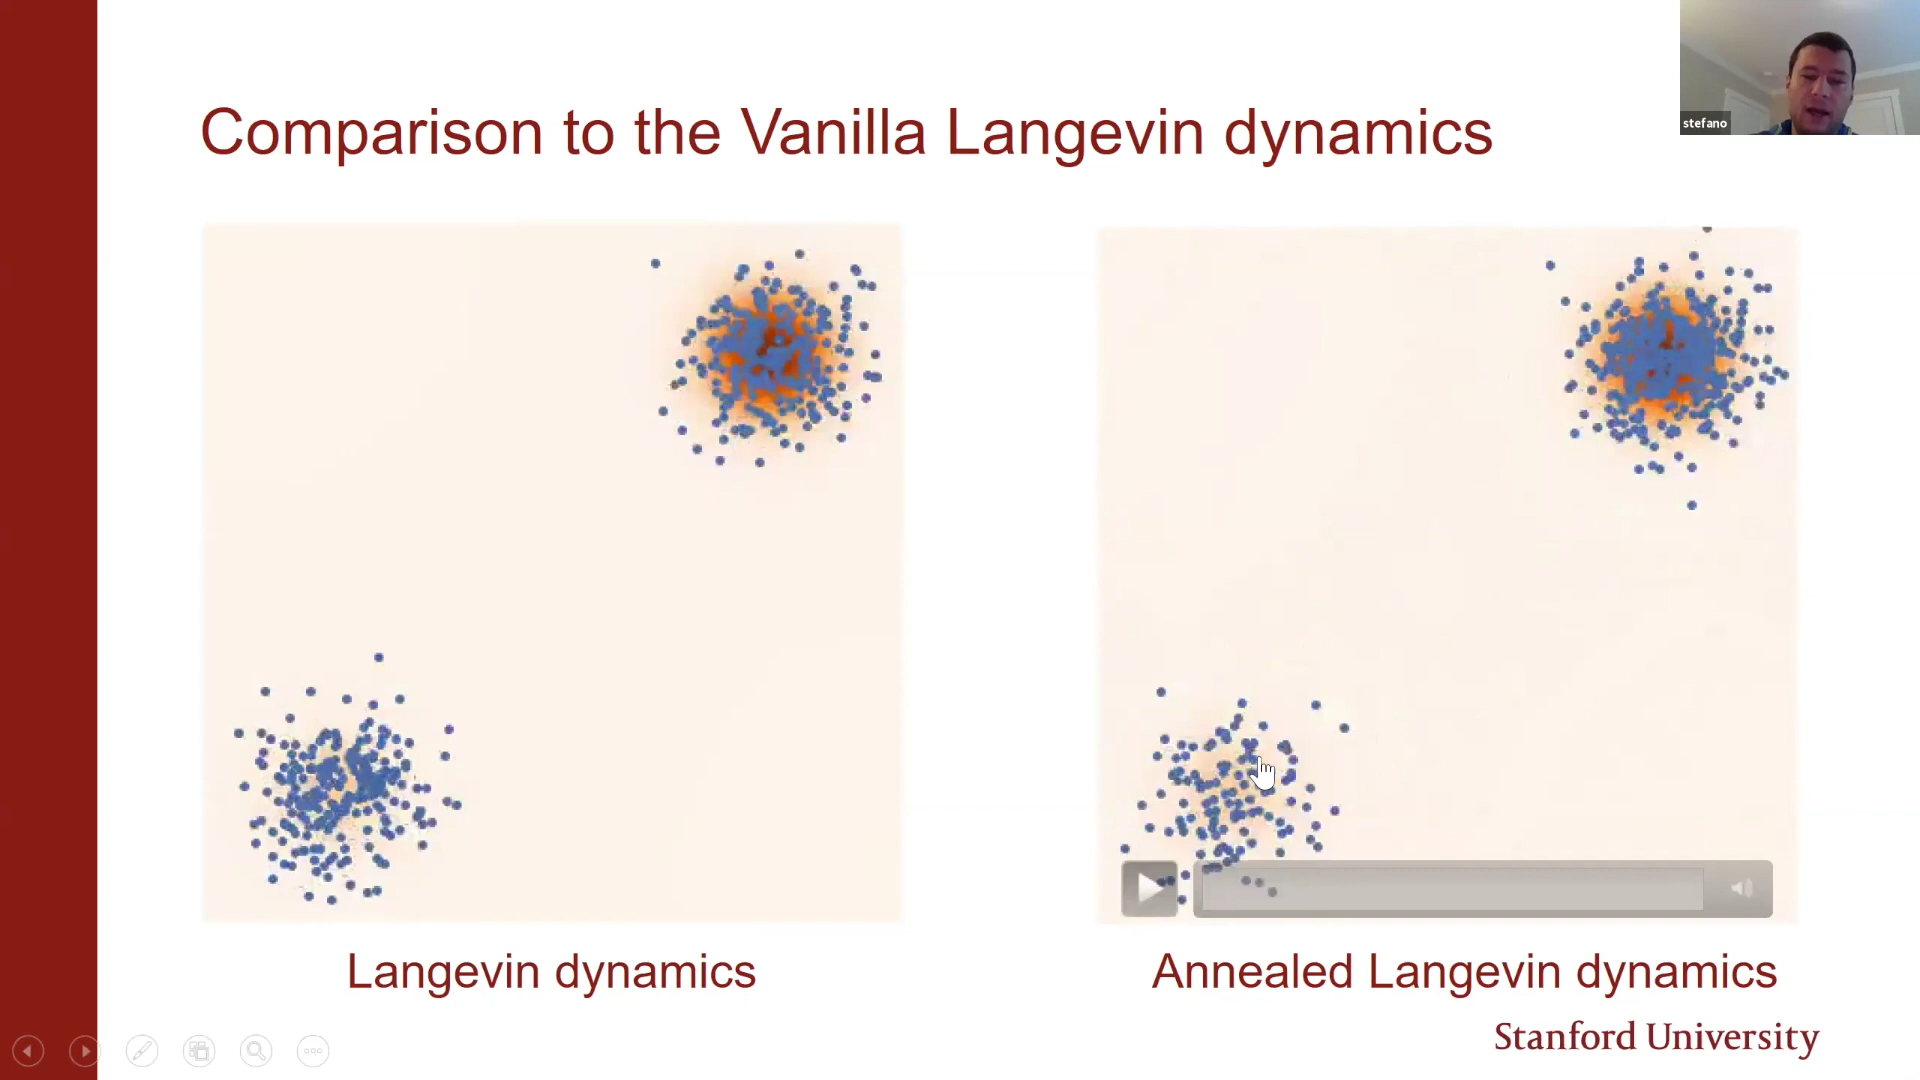 Comparison to the Vanilla Langevin dynamics
stefano
Langevin dynamics
Annealed Langevin dynamics
Stanford University